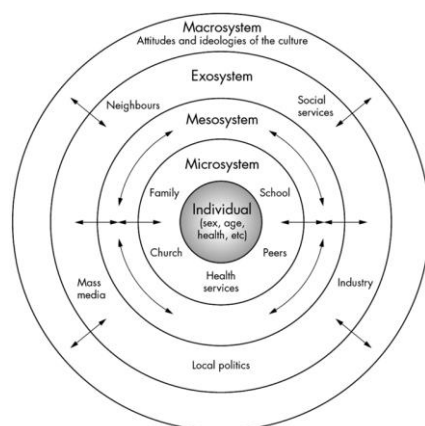 Macrosystem
Attitudes and ideologies of the culture
Exosystem
Neighbours
Social
services
Mesosystem
Microsystem
Family
School
Individual
(sex, age,
health, etc)
Church
Peers
Health
services
Mass
media
Industry
Local politics